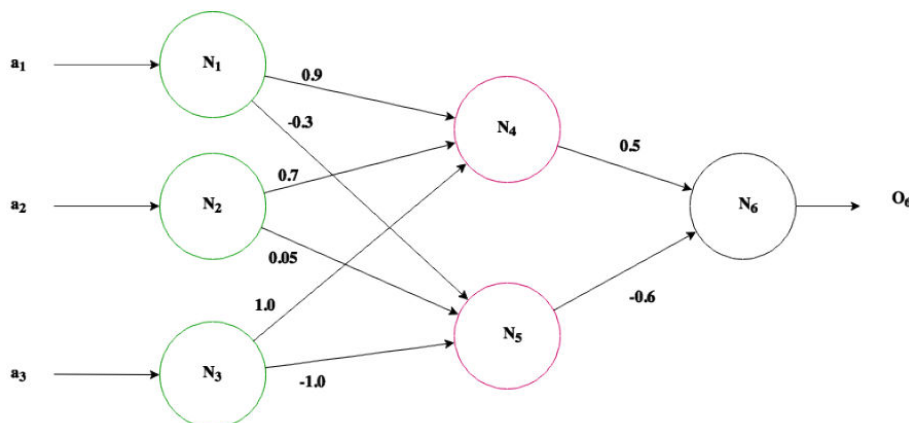 a₁
N₁
0.9
-0.3
N₄
0.7
0.5
a₂
N₂
N₆
O₆
0.05
1.0
-0.6
N₅
a₃
N₃
-1.0